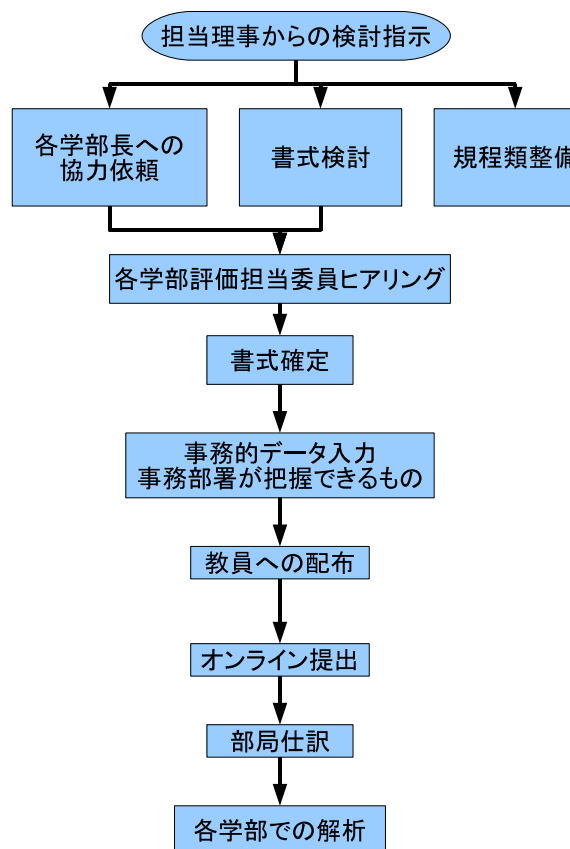 担当理事からの検討指示
各学部長への
協力依頼
書式検討
規程類整備
各学部評価担当委員ヒアリング
書式確定
事務的データ入力
事務部署が把握できるもの
教員への配布
オンライン提出
部局仕訳
各学部での解析